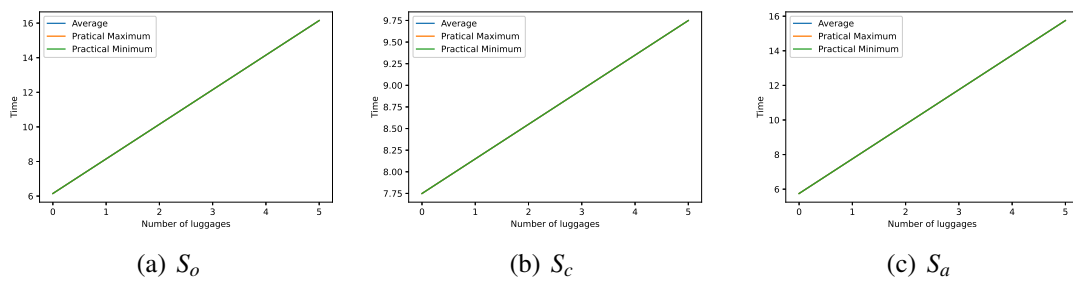 Average
Pratical Maximum
Practical Minimum
16
14
12
10
8
6
Time
0 1 2 3 4 5
Number of luggages
(a) So
Average
Pratical Maximum
Practical Minimum
9.75
9.50
9.25
9.00
8.75
8.50
8.25
8.00
7.75
Time
0 1 2 3 4 5
Number of luggages
(b) Sc
Average
Pratical Maximum
Practical Minimum
16
14
12
10
8
6
Time
0 1 2 3 4 5
Number of luggages
(c) Sa